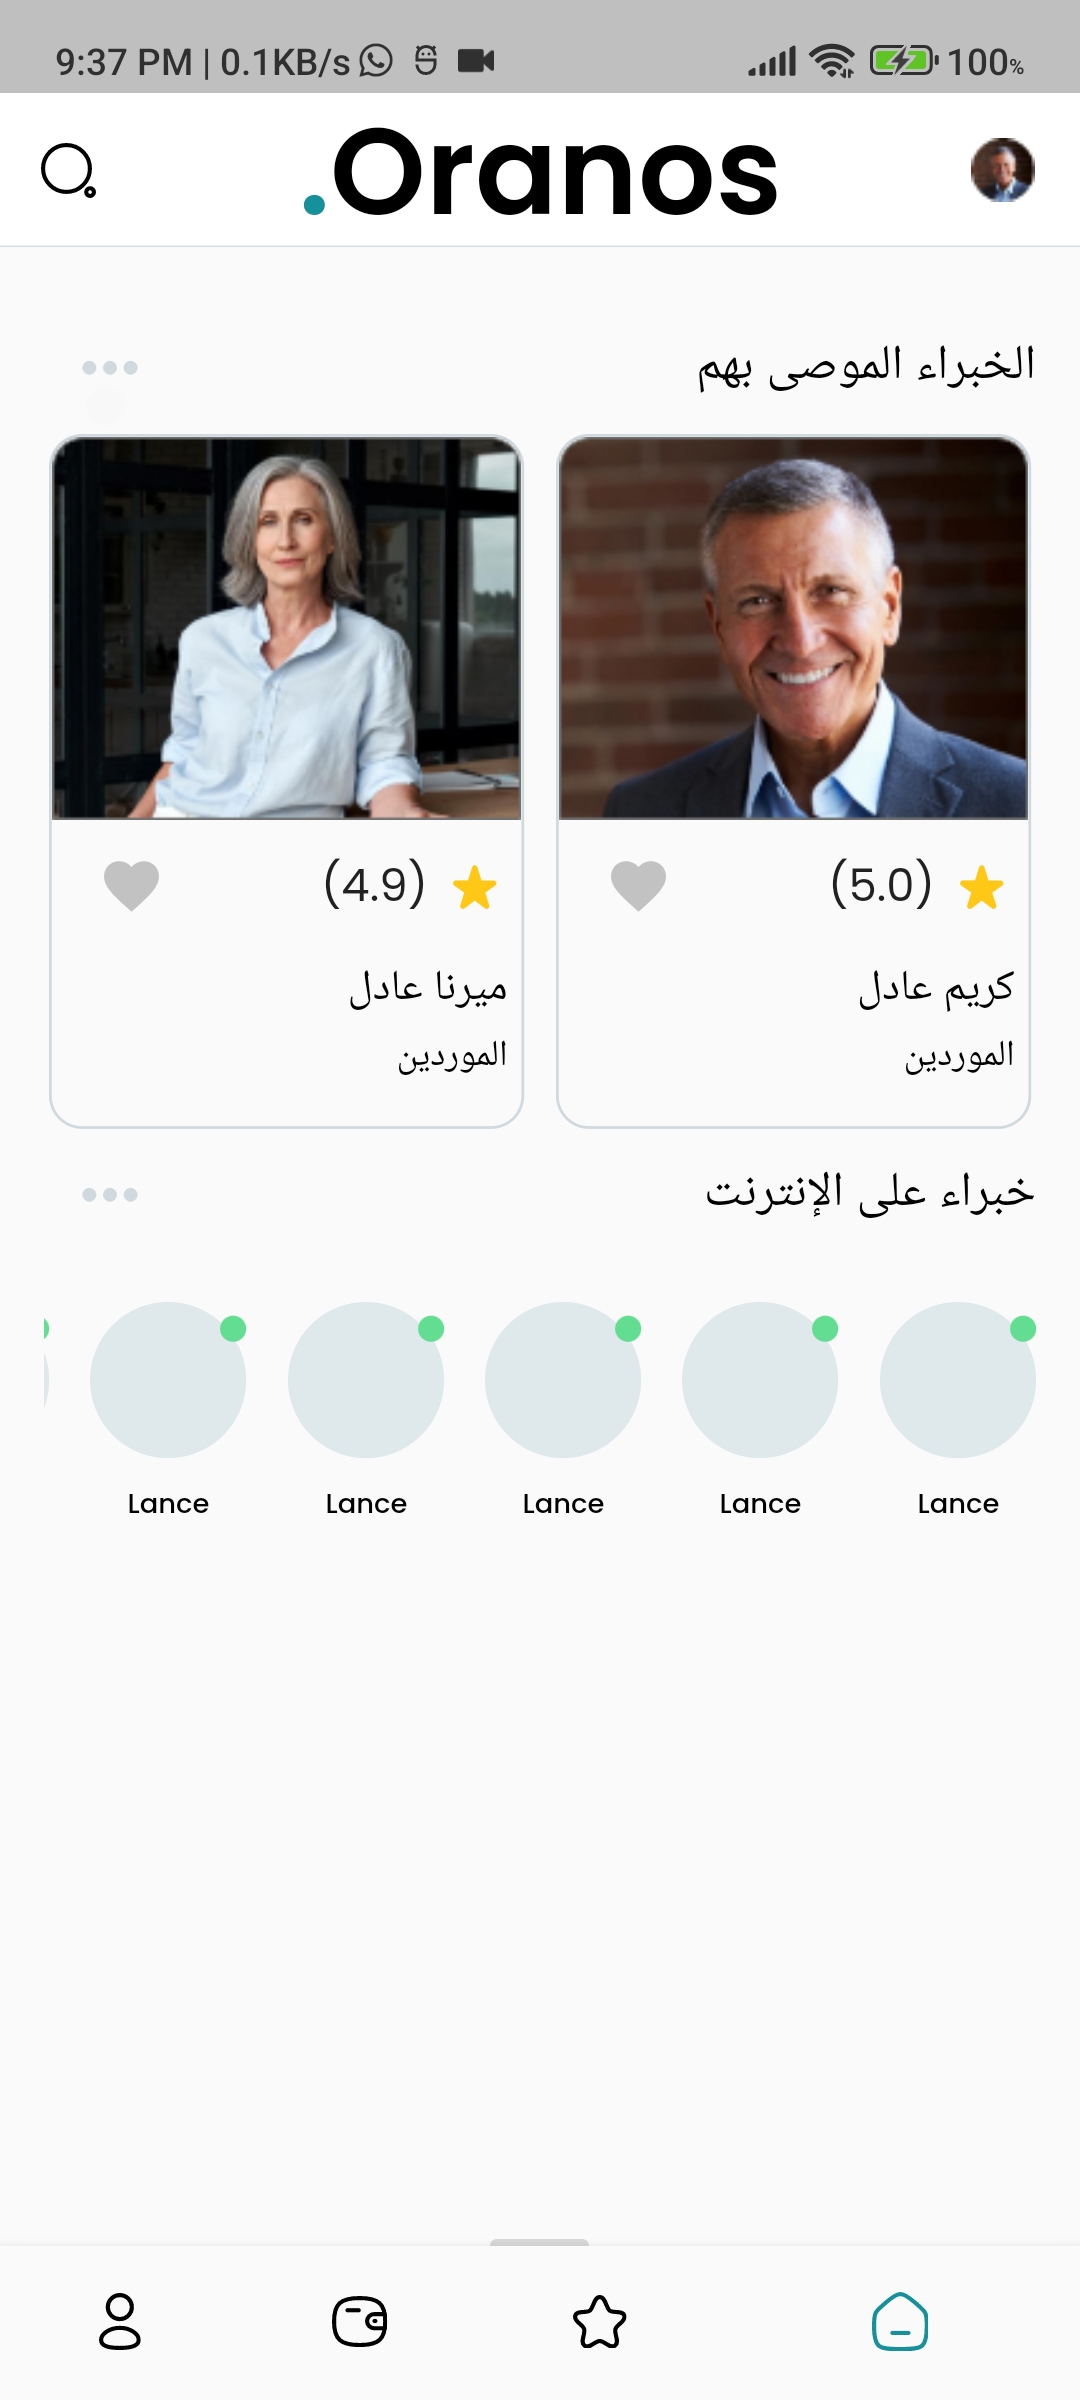 9:37 PM | 0.1KB/s 100%
.Oranos
الخبراء الموصى بهم
(5.0)
كريم عادل
الموردين
(4.9)
ميرنا عادل
الموردين
خبراء على الإنترنت
Lance Lance Lance Lance Lance